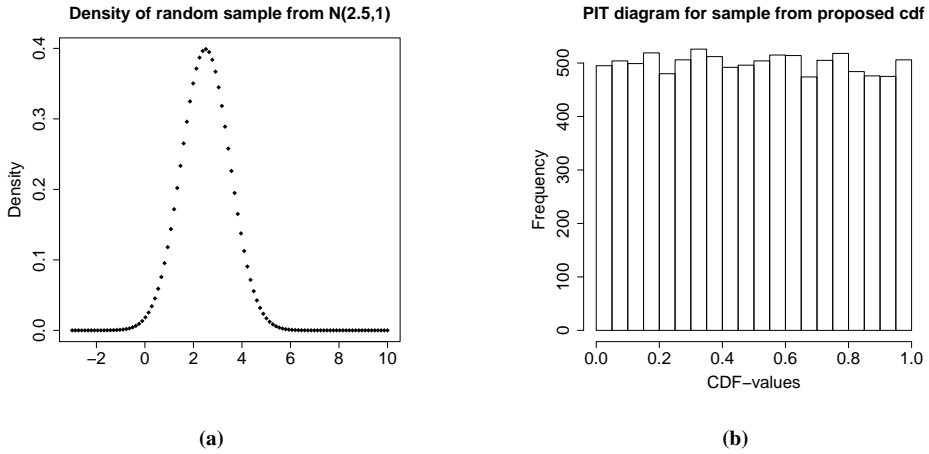 Density of random sample from N(2.5,1)
Density
0.4
0.3
0.2
0.1
0.0
−2 0 2 4 6 8 10
(a)
PIT diagram for sample from proposed cdf
Frequency
500
400
300
200
100
0
0.0 0.2 0.4 0.6 0.8 1.0
CDF−values
(b)